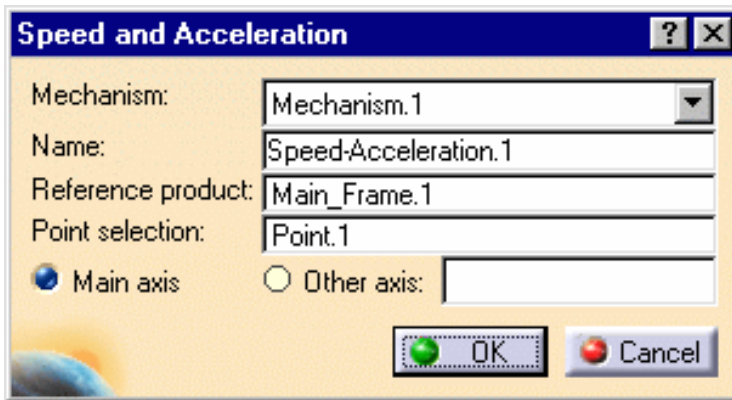 Speed and Acceleration ? X
Mechanism: Mechanism.1
Name: Speed-Acceleration.1
Reference product: Main_Frame.1
Point selection: Point.1
Main axis Other axis:
OK Cancel